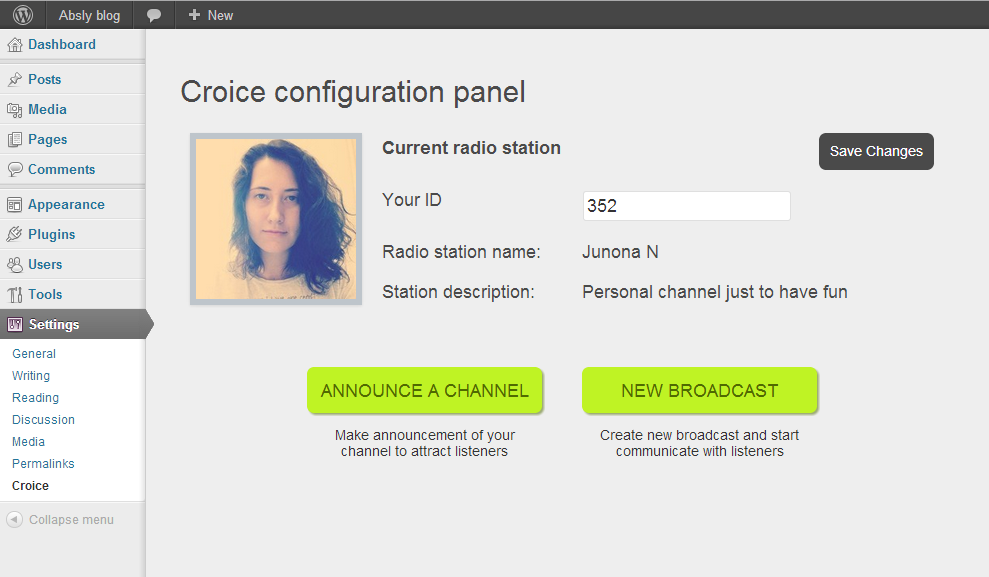 Absly blog
New
Dashboard
Posts
Media
Pages
Comments
Appearance
Plugins
Users
Tools
Settings
General
Writing
Reading
Discussion
Media
Permalinks
Croice
Collapse menu
Croice configuration panel
Current radio station
Save Changes
Your ID
352
Radio station name:
Junona N
Station description:
Personal channel just to have fun
ANNOUNCE A CHANNEL
Make announcement of your
channel to attract listeners
NEW BROADCAST
Create new broadcast and start
communicate with listeners